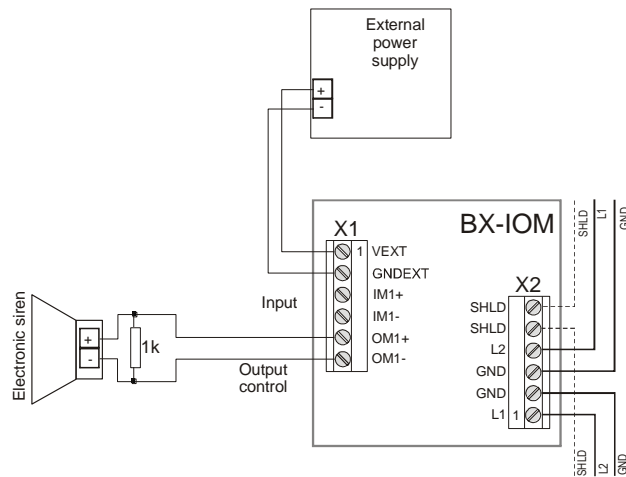 External
power
supply
+
-
BX-IOM
X1
1 VEXT
GNDEXT
IM1+
IM1-
OM1+
OM1-
Input
Output
control
Electronic siren
+
-
1k
X2
SHLD
SHLD
L2
GND
GND
L1 1
SHLD
L1
GND
SHLD
L2
GND